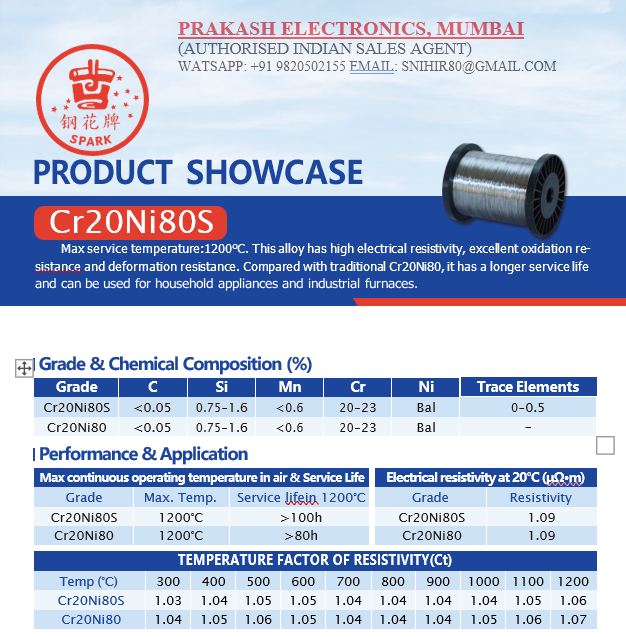 PRAKASH ELECTRONICS, MUMBAI
(AUTHORISED INDIAN SALES AGENT)
WATSAPP: +91 9820502155 EMAIL: SNIHIR80@GMAIL.COM
钢花牌
SPARK
PRODUCT SHOWCASE
Cr20Ni80S
Max service temperature:1200ºC. This alloy has high electrical resistivity, excellent oxidation re-
sistance and deformation resistance. Compared with traditional Cr20Ni80, it has a longer service life
and can be used for household appliances and industrial furnaces.
Grade & Chemical Composition (%)
Grade C Si Mn Cr Ni Trace Elements
Cr20Ni80S <0.05 0.75-1.6 <0.6 20-23 Bal 0-0.5
Cr20Ni80 <0.05 0.75-1.6 <0.6 20-23 Bal -
Performance & Application
Max continuous operating temperature in air & Service Life Electrical resistivity at 20°C (μΩ•m)
Grade Max. Temp. Service lifein 1200°C Grade Resistivity
Cr20Ni80S 1200°C >100h Cr20Ni80S 1.09
Cr20Ni80 1200°C >80h Cr20Ni80 1.09
TEMPERATURE FACTOR OF RESISTIVITY(Ct)
Temp (°C) 300 400 500 600 700 800 900 1000 1100 1200
Cr20Ni80S 1.03 1.04 1.05 1.05 1.04 1.04 1.04 1.04 1.05 1.06
Cr20Ni80 1.04 1.05 1.06 1.05 1.04 1.04 1.04 1.05 1.06 1.07